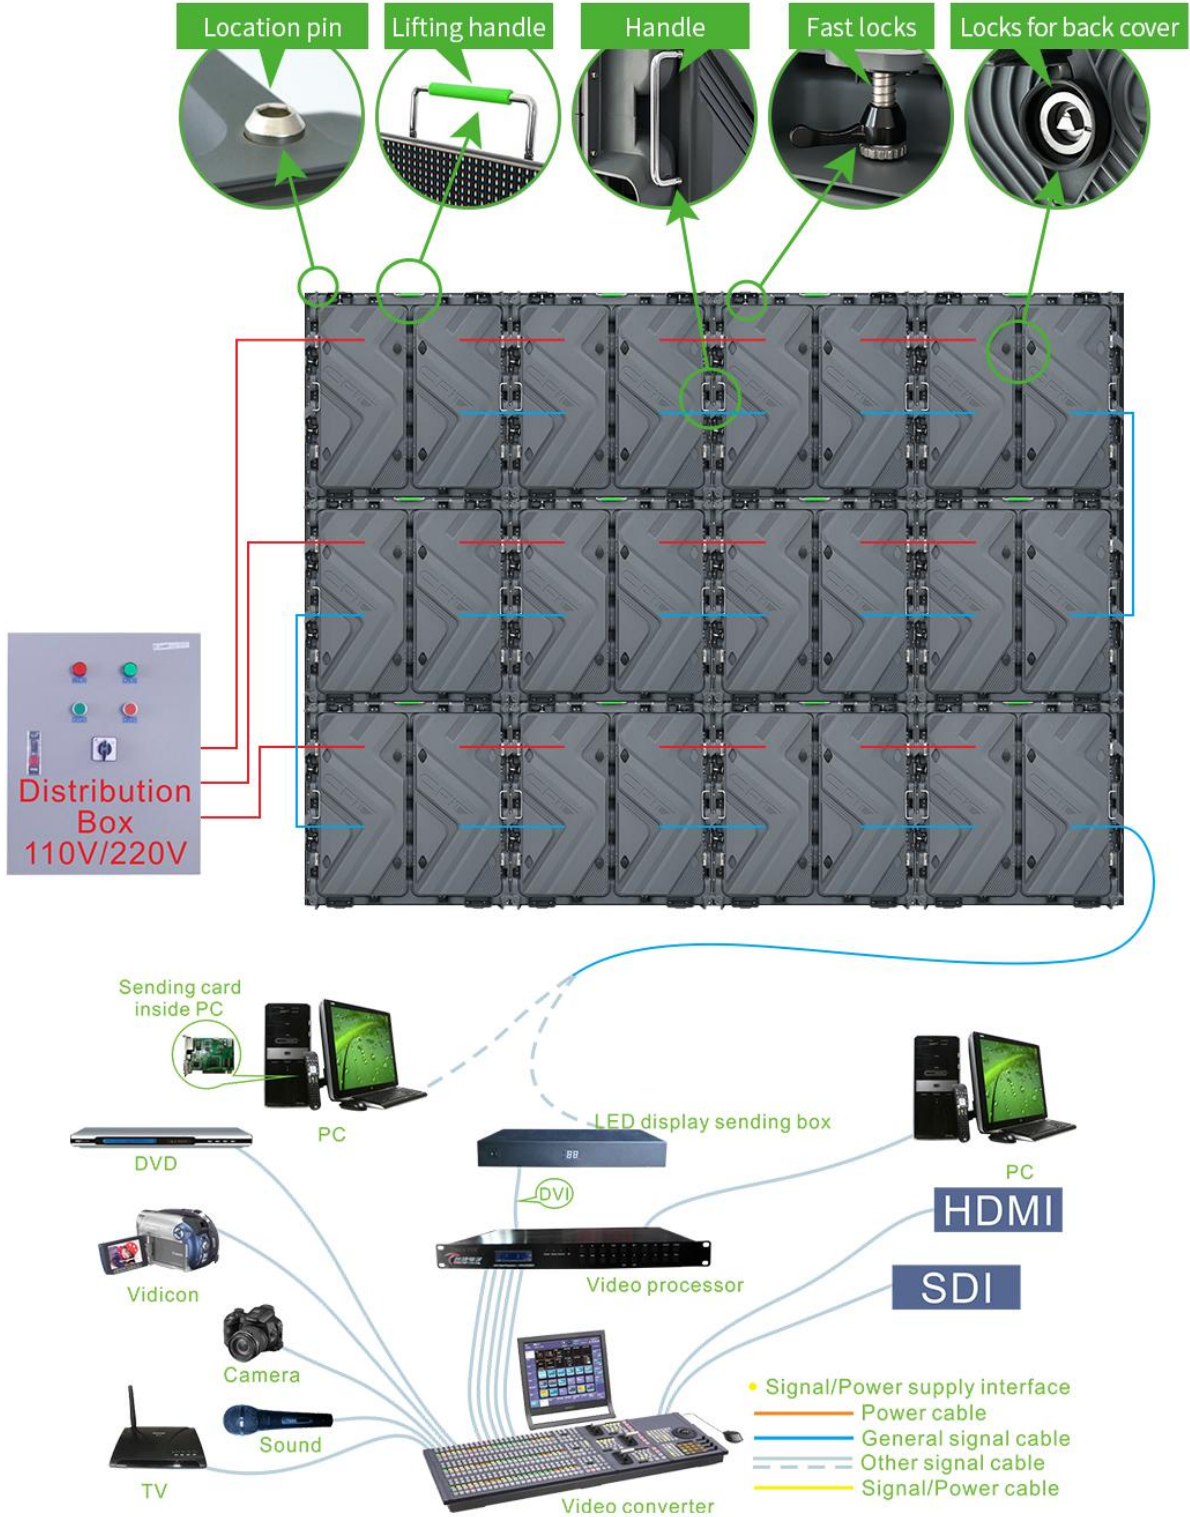 Location pin
Lifting handle
Handle
Fast locks
Locks for back cover
Distribution
Box
110V/220V
Sending card
inside PC
PC
LED display sending box
88
DVD
DVI
PC
HDMI
Vidicon
Video processor
SDI
Camera
Signal/Power supply interface
Power cable
Sound
General signal cable
Other signal cable
TV
Signal/Power cable
Video converter